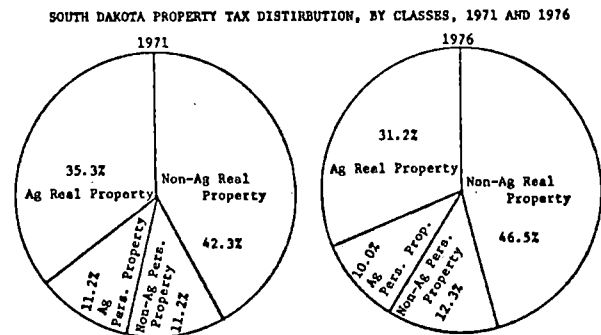 SOUTH DAKOTA PROPERTY TAX DISTIRBUTION, BY CLASSES, 1971 AND 1976
1971
35.3%
Ag Real Property
Non-Ag Real
Property
42.3%
11.2%
Ag
Pers. Property
Non-Ag Pers.
Property
11.2%
1976
31.2%
Ag Real Property
Non-Ag Real
Property
46.5%
10.0%
Ag
Pers. Prop.
Non-Ag Pers.
Property
12.3%